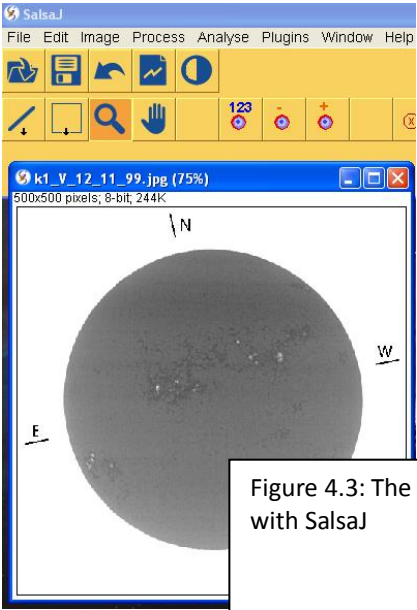 SalsaJ
File Edit Image Process Analyse Plugins Window Help
123 - +
k1_V_12_11_99.jpg (75%)
500x500 pixels; 8-bit; 244K
N
W
E
Figure 4.3: The
with SalsaJ